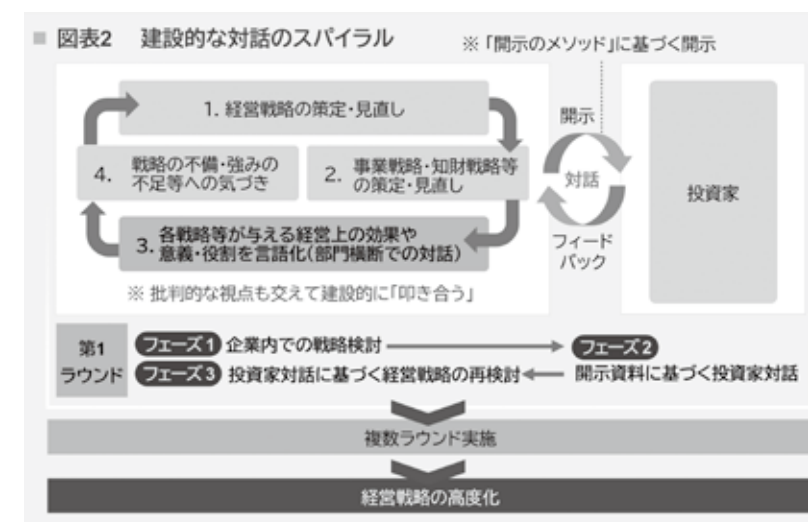 ■ 図表2 建設的な対話のスパイラル
※「開示のメソッド」に基づく開示
1. 経営戦略の策定・見直し
4. 戦略の不備・強みの
不足等への気づき
2. 事業戦略・知財戦略等
の策定・見直し
3. 各戦略等が与える経営上の効果や
意義・役割を言語化(部門横断での対話)
※ 批判的な視点も交えて建設的に「叩き合う」
開示
対話
フィード
バック
投資家
第1
ラウンド
フェーズ1 企業内での戦略検討
フェーズ2
フェーズ3 投資家対話に基づく経営戦略の再検討
開示資料に基づく投資家対話
複数ラウンド実施
経営戦略の高度化